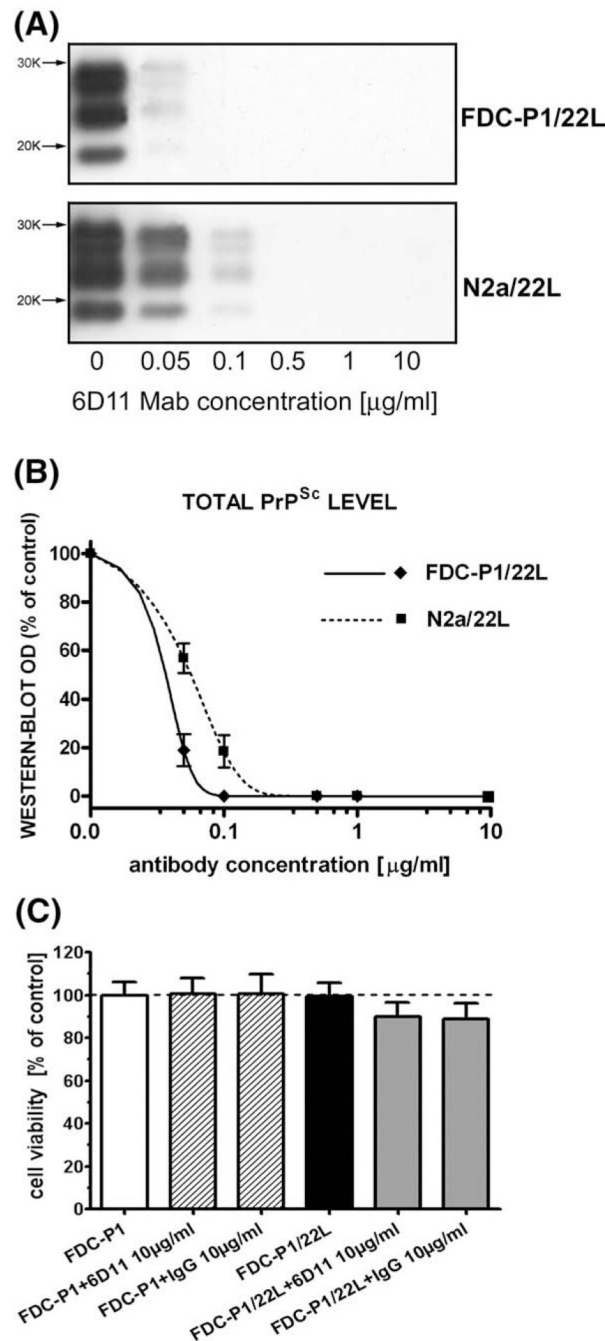 (A)
30K
20K
FDC-P1/22L
30K
20K
N2a/22L
0 0.05 0.1 0.5 1 10
6D11 Mab concentration [μg/ml]
(B)
TOTAL PrPSc LEVEL
WESTERN-BLOT OD (% of control)
100
80
60
40
20
0
FDC-P1/22L
N2a/22L
0.0 0.1 1 10
antibody concentration [μg/ml]
(C)
cell viability [% of control]
120
100
80
60
40
20
0
FDC-P1
FDC-P1+6D11 10μg/ml
FDC-P1+IgG 10μg/ml
FDC-P1/22L
FDC-P1/22L+6D11 10μg/ml
FDC-P1/22L+IgG 10μg/ml